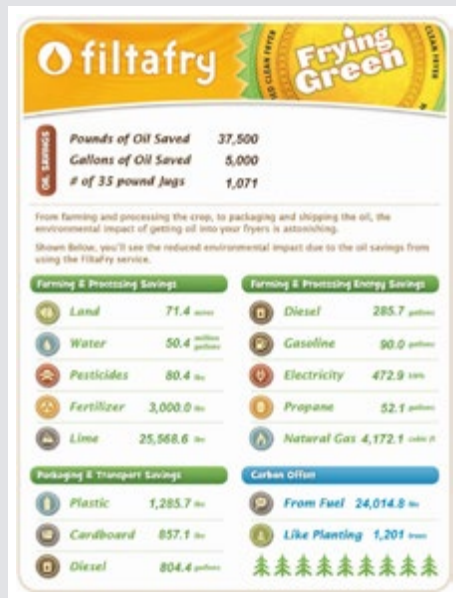 filtafry
Frying
Green
CLEAN FRYER
OIL SAVINGS
Pounds of Oil Saved 37,500
Gallons of Oil Saved 5,000
# of 35 pound Jugs 1,071
From farming and processing the crop, to packaging and shipping the oil, the
environmental impact of getting oil into your fryers is astonishing.
Shown Below, you'll see the reduced environmental impact due to the oil savings from
using the FiltaFry service.
Farming & Processing Savings
Land 71.4 acres
Water 50.4 million gallons
Pesticides 80.4 lbs
Fertilizer 3,000.0 lbs
Lime 25,568.6 lbs
Farming & Processing Energy Savings
Diesel 285.7 gallons
Gasoline 90.0 gallons
Electricity 472.9
Propane 52.1 gallons
Natural Gas 4,172.1 cubic ft
Packaging & Transport Savings
Plastic 1,285.7 lbs
Cardboard 857.1 lbs
Diesel 804.4 gallons
Carbon Offset
From Fuel 24,014.8 lbs
Like Planting 1,201 trees